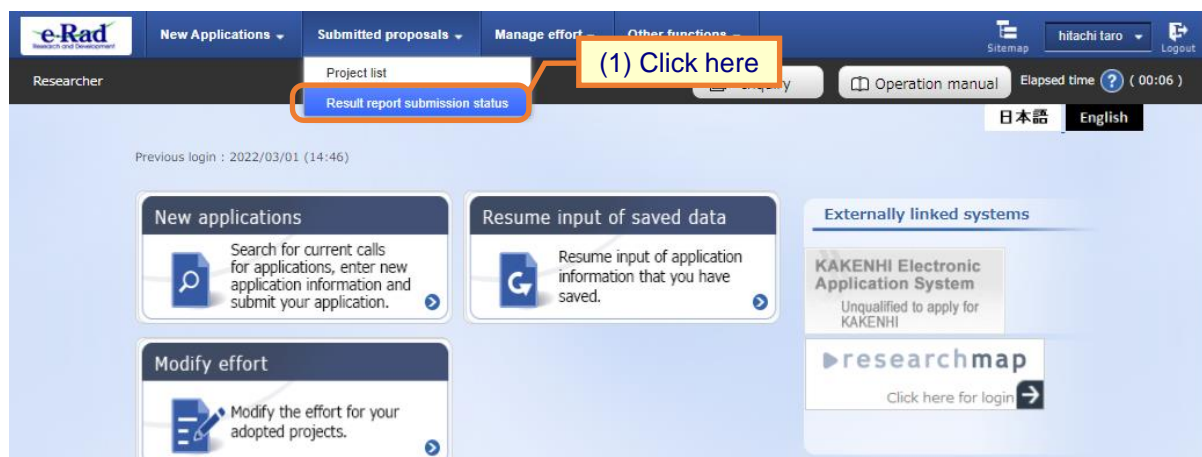 e-Rad
Research and Development
New Applications
Submitted proposals
Manage effort
Other functions
Sitemap
hitachi taro
Logout
(1) Click here
Researcher
Project list
Operation manual
Elapsed time ? ( 00:06 )
Result report submission status
日本語
English
Previous login : 2022/03/01 (14:46)
New applications
Search for current calls
for applications, enter new
application information and
submit your application.
Resume input of saved data
Resume input of application
information that you have
saved.
Externally linked systems
KAKENHI Electronic
Application System
Unqualified to apply for
KAKENHI
researchmap
Click here for login
Modify effort
Modify the effort for your
adopted projects.